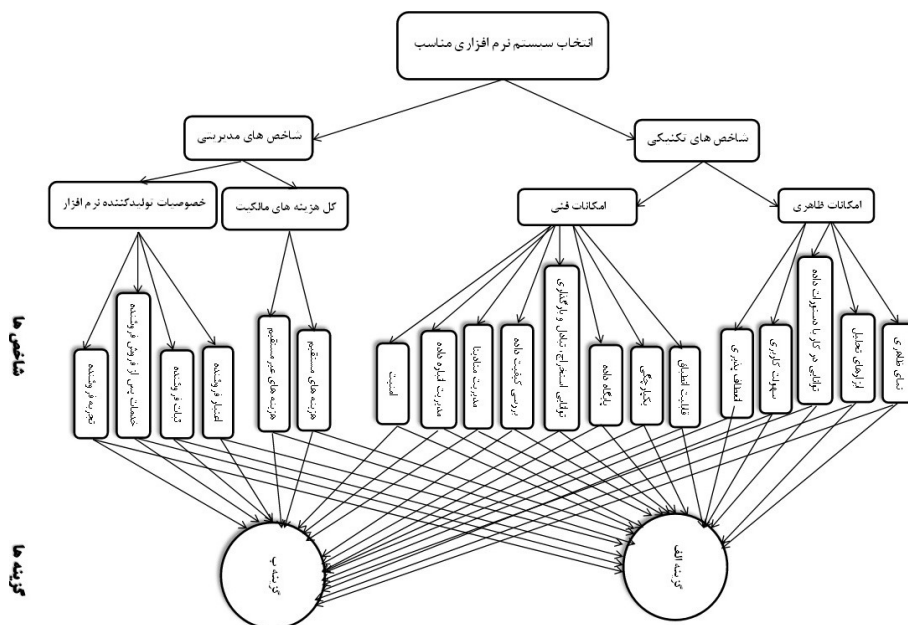 انتخاب سیستم نرم افزاری مناسب
شاخص های تکنیکی
شاخص های مدیریتی
امکانات ظاهری
امکانات فنی
کل هزینه های مالکیت
خصوصیات تولیدکننده نرم افزار
شاخص ها
نمای ظاهری
ابزارهای تحلیل
توانایی در کار با دستورات داده
سهولت کاربری
انعطاف پذیری
قابلیت انطباق
یکپارچگی
پایگاه داده
توانایی استخراج، تبادل و بارگذاری
بررسی کیفیت داده
مدیریت متادیتا
مدیریت انباره داده
امنیت
هزینه های مستقیم
هزینه های غیر مستقیم
اعتبار فروشنده
ثبات فروشنده
خدمات پس از فروش فروشنده
تجربه فروشنده
گزینه ها
گزینه الف
گزینه ب